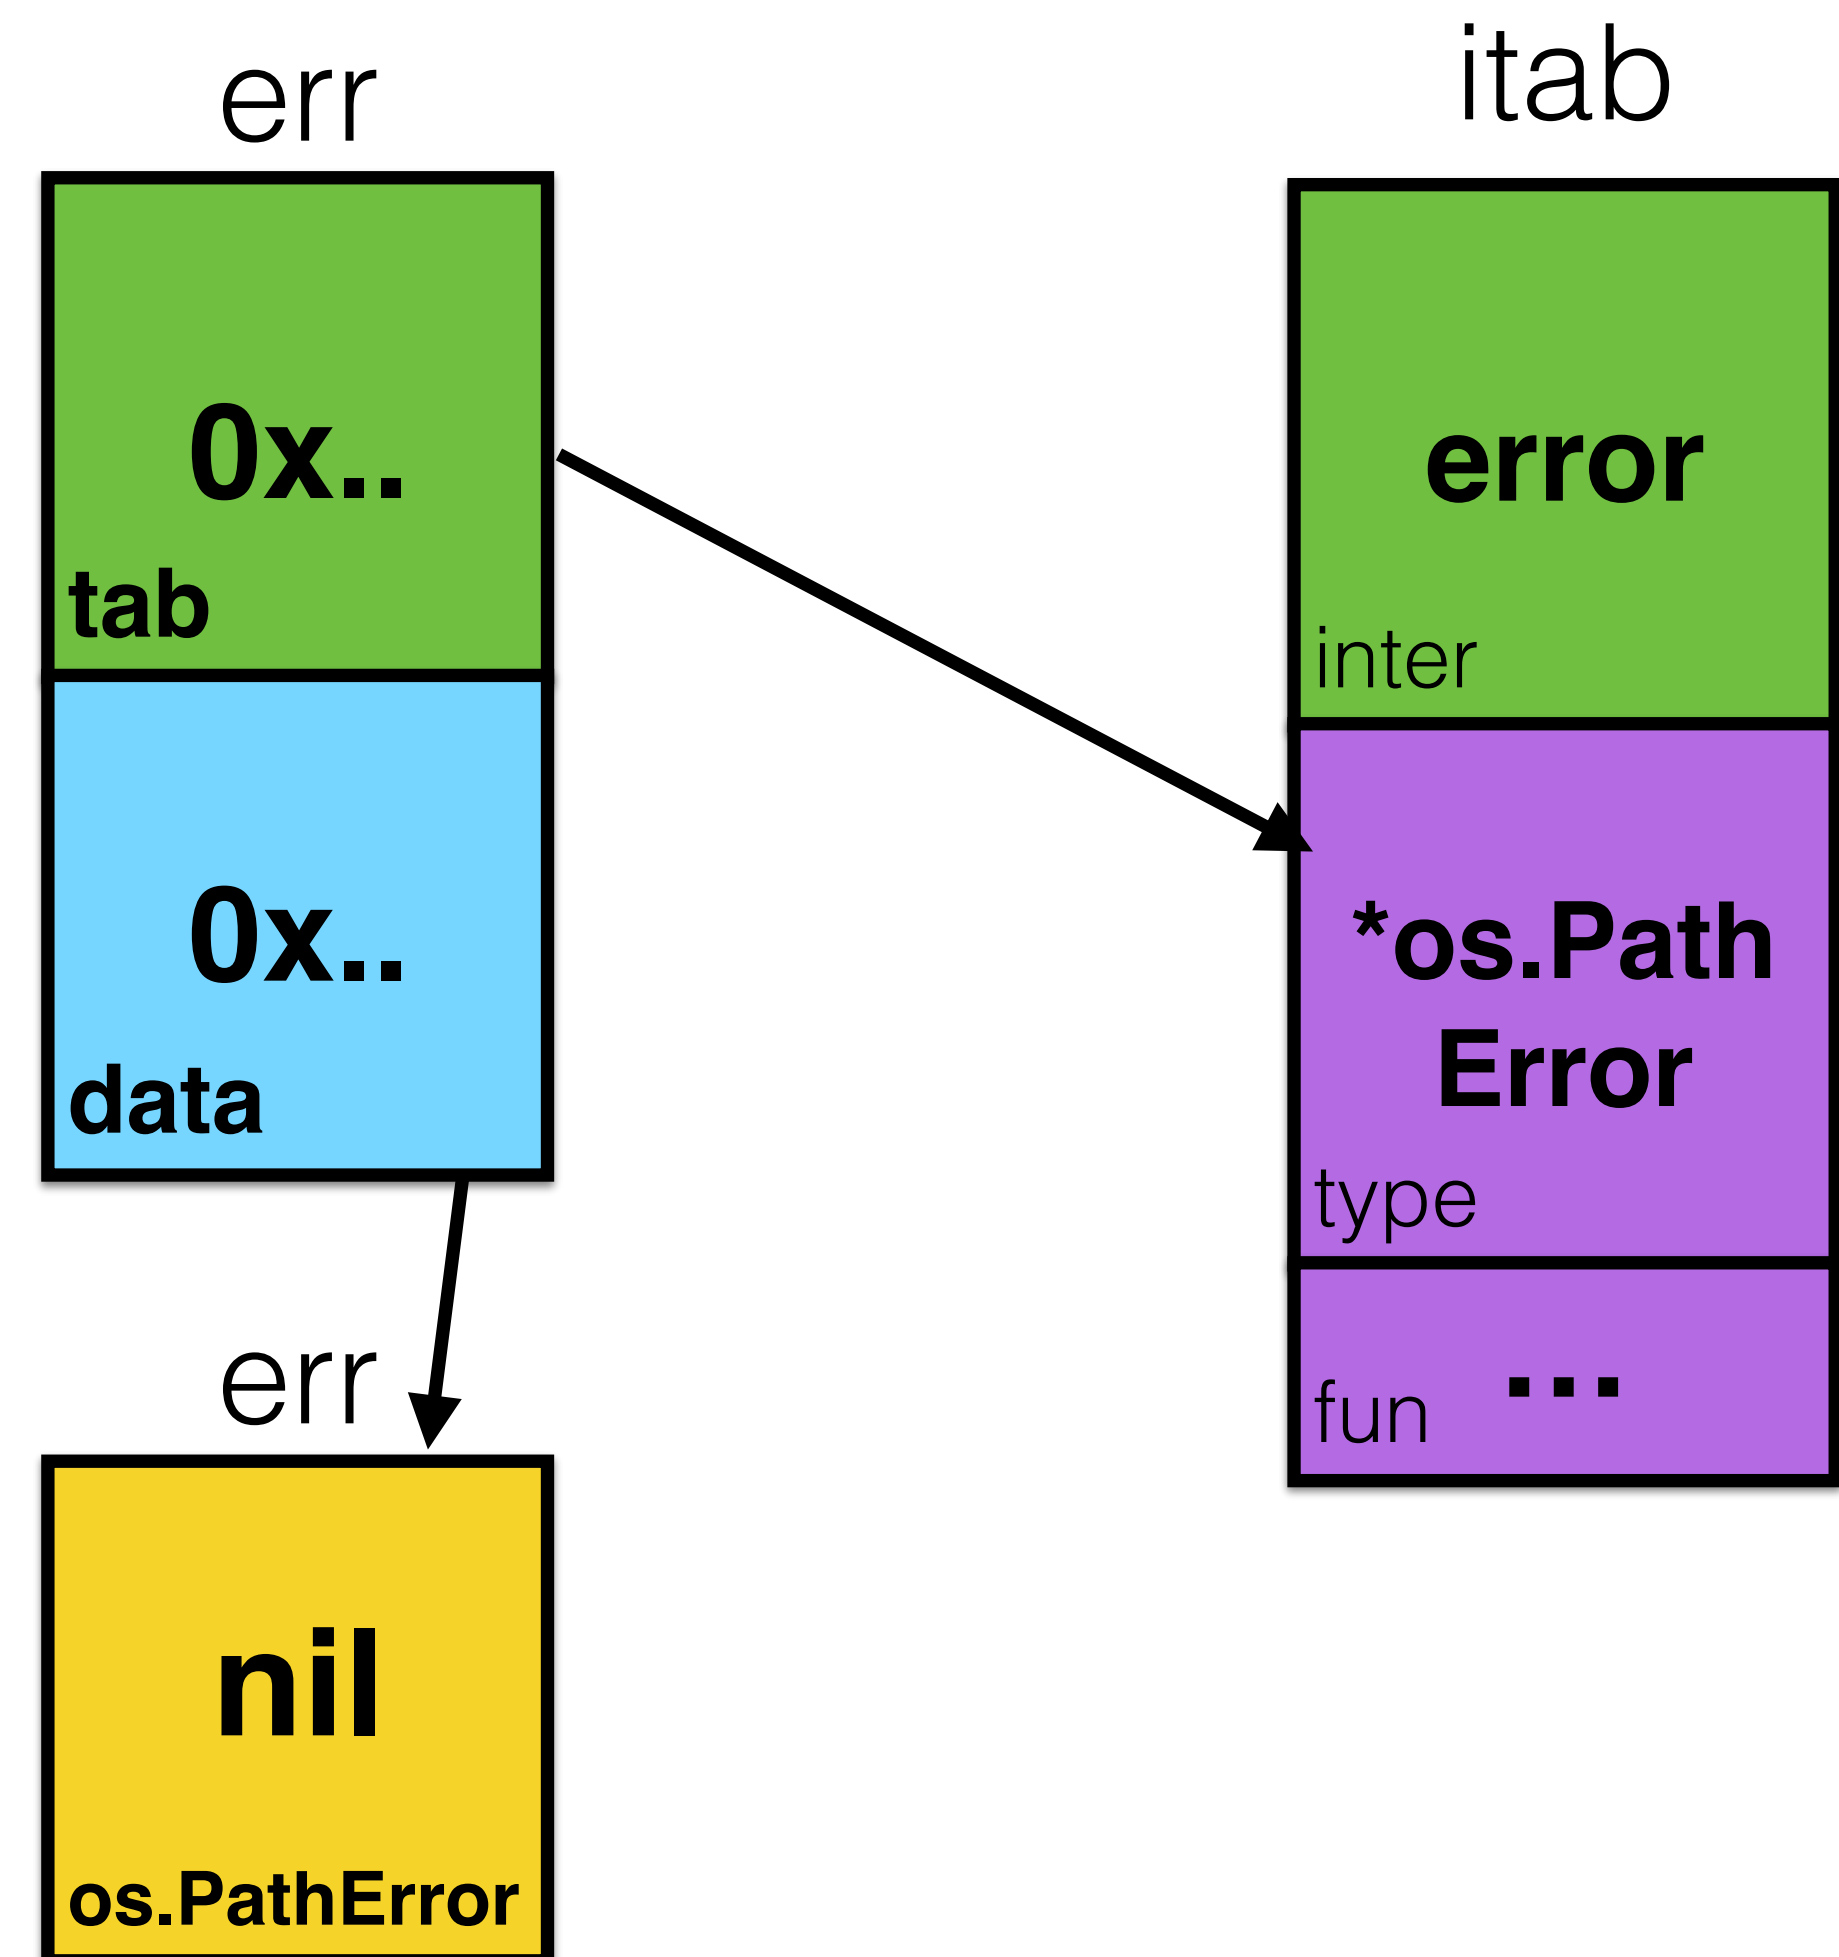 err
0x..
tab
0x..
data
err
nil
os.PathError
itab
error
inter
*os.Path
Error
type
...
fun